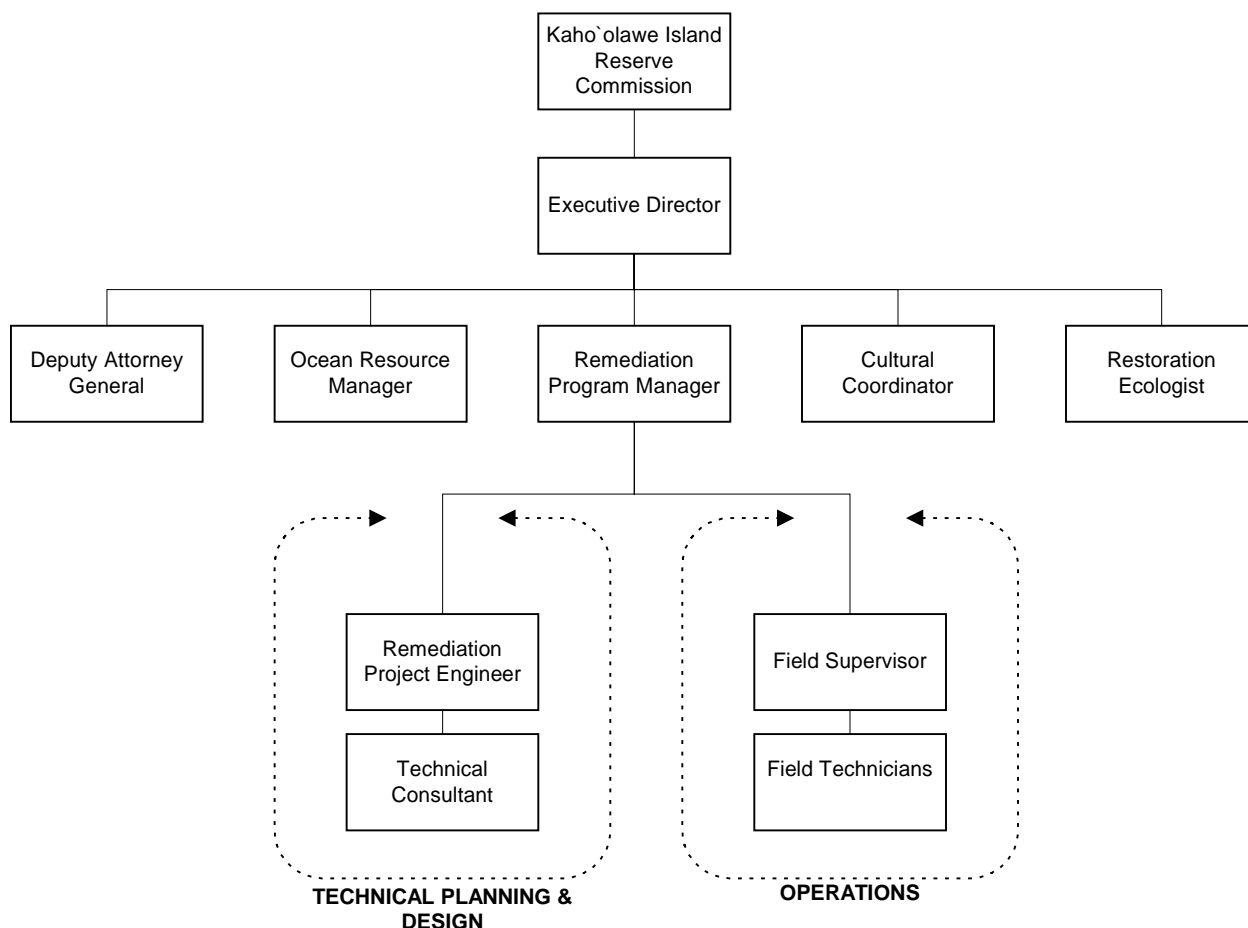 Kaho`olawe Island
Reserve
Commission
Executive Director
Deputy Attorney
General
Ocean Resource
Manager
Remediation
Program Manager
Cultural
Coordinator
Restoration
Ecologist
Remediation
Project Engineer
Technical
Consultant
Field Supervisor
Field Technicians
TECHNICAL PLANNING &
DESIGN
OPERATIONS